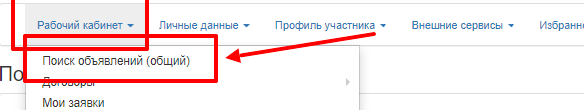 Рабочий кабинет Личные данные Профиль участника Внешние сервисы Избранн
Поиск объявлений (общий)
По
Договоры
Мои заявки